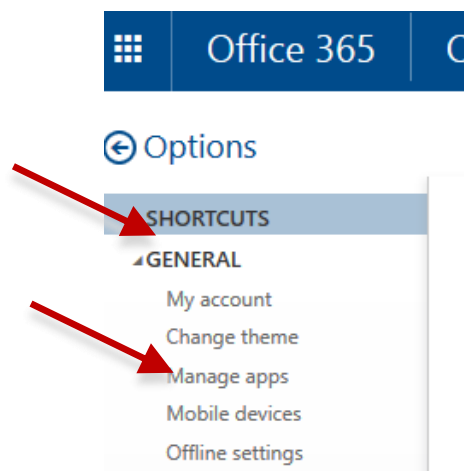 Office 365
Options
SHORTCUTS
GENERAL
My account
Change theme
Manage apps
Mobile devices
Offline settings